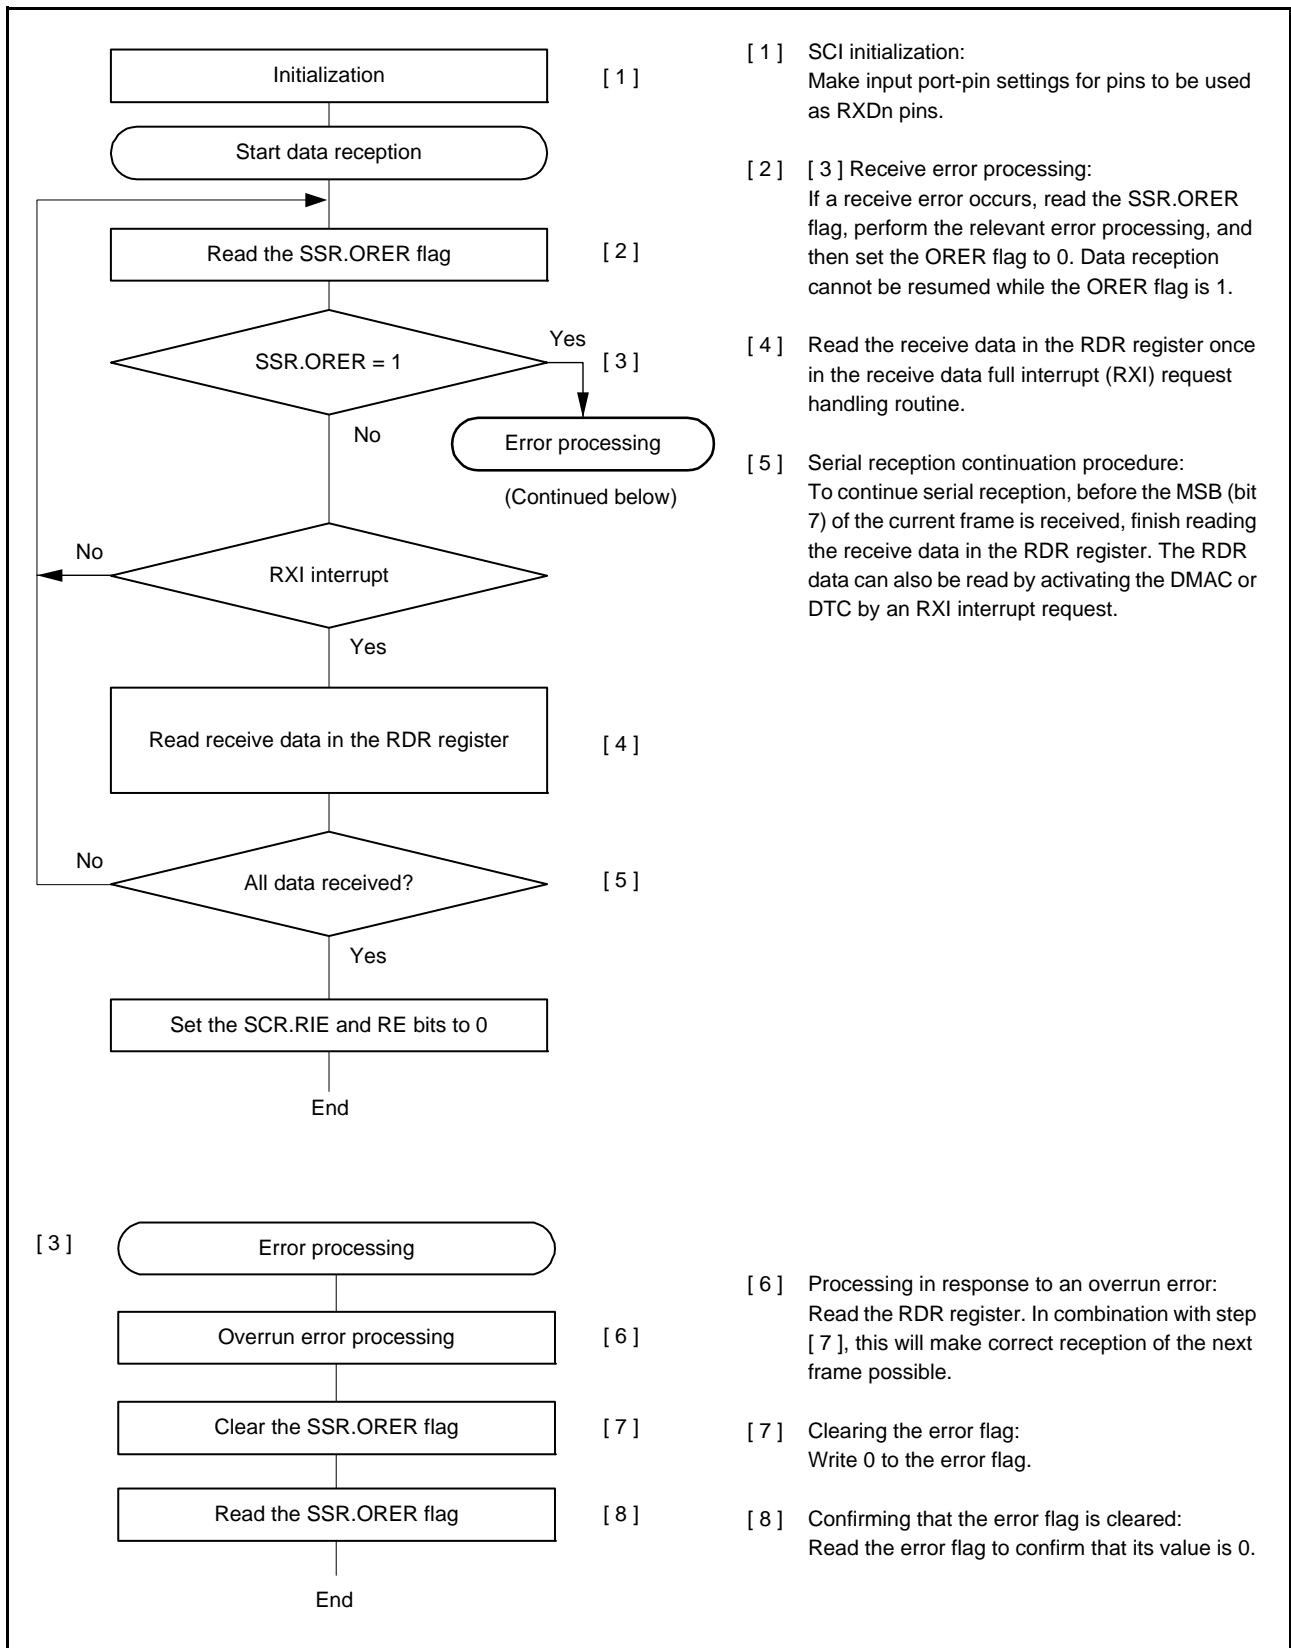 Initialization
[ 1 ]
Start data reception
Read the SSR.ORER flag
[ 2 ]
SSR.ORER = 1
Yes
[ 3 ]
No
Error processing
(Continued below)
No
RXI interrupt
Yes
Read receive data in the RDR register
[ 4 ]
No
All data received?
[ 5 ]
Yes
Set the SCR.RIE and RE bits to 0
End
[ 1 ] SCI initialization:
Make input port-pin settings for pins to be used
as RXDn pins.
[ 2 ] [ 3 ] Receive error processing:
If a receive error occurs, read the SSR.ORER
flag, perform the relevant error processing, and
then set the ORER flag to 0. Data reception
cannot be resumed while the ORER flag is 1.
[ 4 ] Read the receive data in the RDR register once
in the receive data full interrupt (RXI) request
handling routine.
[ 5 ] Serial reception continuation procedure:
To continue serial reception, before the MSB (bit
7) of the current frame is received, finish reading
the receive data in the RDR register. The RDR
data can also be read by activating the DMAC or
DTC by an RXI interrupt request.
[ 3 ]
Error processing
Overrun error processing
[ 6 ]
Clear the SSR.ORER flag
[ 7 ]
Read the SSR.ORER flag
[ 8 ]
End
[ 6 ] Processing in response to an overrun error:
Read the RDR register. In combination with step
[ 7 ], this will make correct reception of the next
frame possible.
[ 7 ] Clearing the error flag:
Write 0 to the error flag.
[ 8 ] Confirming that the error flag is cleared:
Read the error flag to confirm that its value is 0.